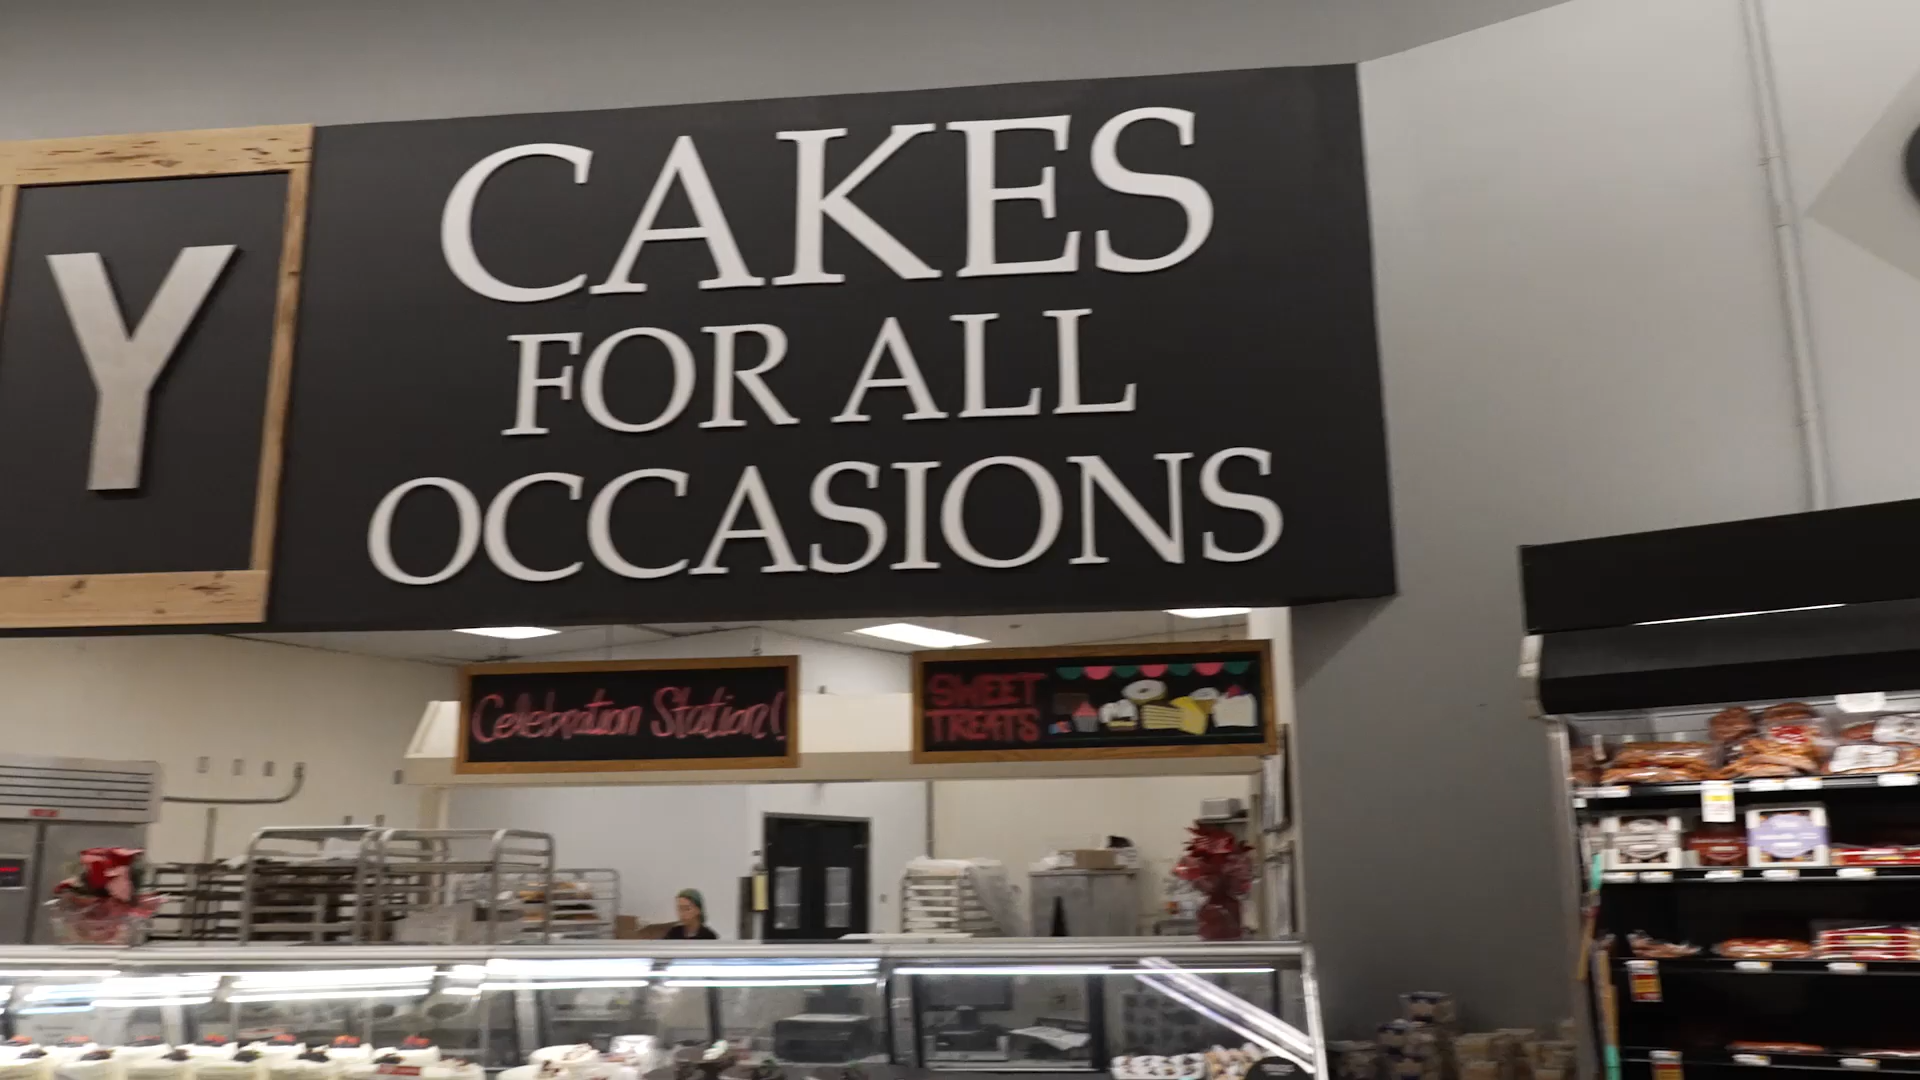 Y
CAKES
FOR ALL
OCCASIONS
Celebration Station!
SWEET
TREATS